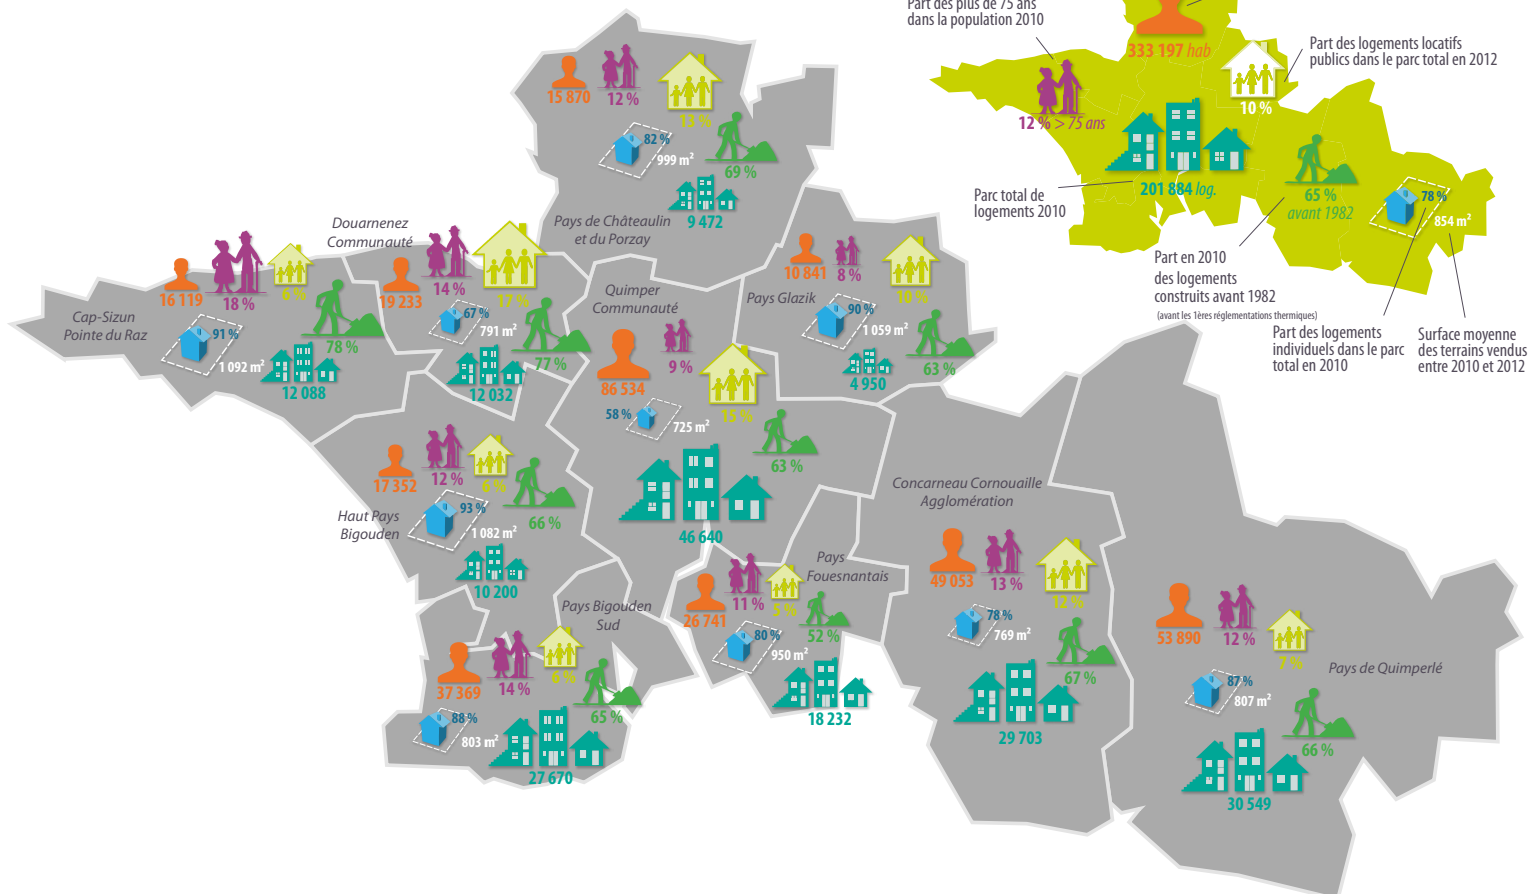 Part des plus de 75 ans
dans la population 2010
333 197 hab
Part des logements locatifs
publics dans le parc total en 2012
10 %
12 % > 75 ans
Parc total de
logements 2010
201 884 log.
65 %
avant 1982
78 %
854 m²
Part en 2010
des logements
construits avant 1982
(avant les 1ères réglementations thermiques)
Part des logements
individuels dans le parc
total en 2010
Surface moyenne
des terrains vendus
entre 2010 et 2012
15 870
12 %
13 %
82 %
999 m²
69 %
9 472
Pays de Châteaulin
et du Porzay
Douarnenez
Communauté
19 233
14 %
17 %
67 %
791 m²
77 %
12 032
16 119
18 %
6 %
Cap-Sizun
Pointe du Raz
91 %
1 092 m²
78 %
12 088
Quimper
Communauté
86 534
9 %
15 %
58 %
725 m²
63 %
46 640
Pays Glazik
10 841
8 %
10 %
90 %
1 059 m²
63 %
4 950
17 352
12 %
6 %
66 %
Haut Pays
Bigouden
93 %
1 082 m²
10 200
Pays Bigouden
Sud
37 369
14 %
6 %
65 %
88 %
803 m²
27 670
Pays
Fouesnantais
26 741
11 %
5 %
52 %
80 %
950 m²
18 232
Concarneau Cornouaille
Agglomération
49 053
13 %
12 %
78 %
769 m²
67 %
29 703
53 890
12 %
7 %
Pays de Quimperlé
87 %
807 m²
66 %
30 549